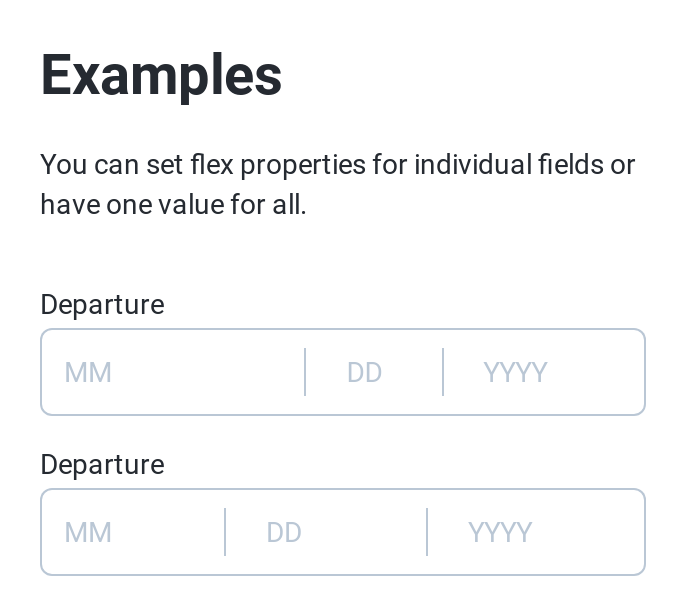 Examples
You can set flex properties for individual fields or
have one value for all.
Departure
MM DD YYYY
Departure
MM DD YYYY